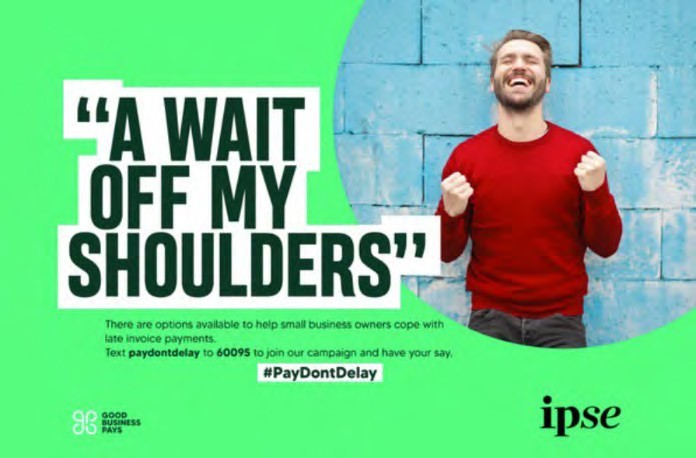 “A WAIT
OFF MY
SHOULDERS”
There are options available to help small business owners cope with
late invoice payments.
Text paydontdelay to 60095 to join our campaign and have your say.
#PayDontDelay
GOOD
BUSINESS
PAYS
ipse